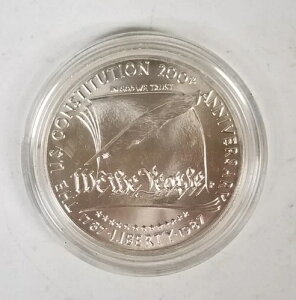 THE U.S. CONSTITUTION 200TH ANNIVERSARY
IN GOD WE TRUST
We the People
1787·LIBERTY·1987